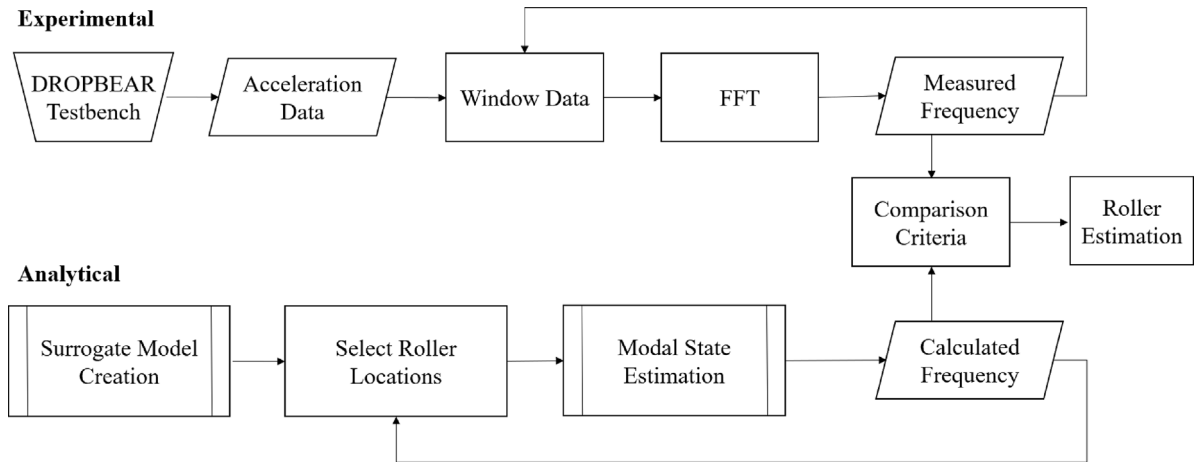 Experimental
DROPBEAR
Testbench
Acceleration
Data
Window Data
FFT
Measured
Frequency
Comparison
Criteria
Roller
Estimation
Analytical
Surrogate Model
Creation
Select Roller
Locations
Modal State
Estimation
Calculated
Frequency